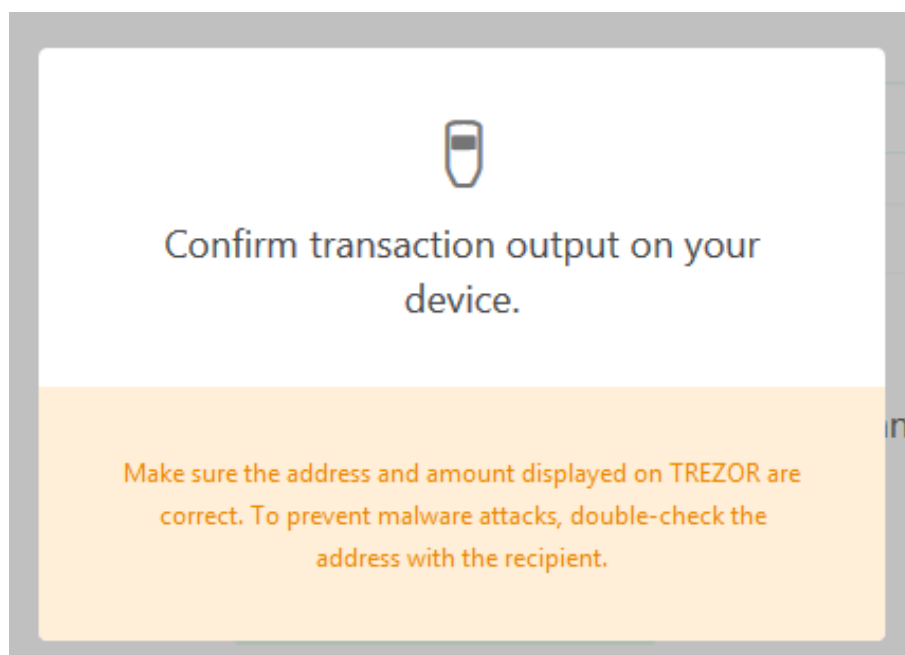 Confirm transaction output on your
device.
Make sure the address and amount displayed on TREZOR are
correct. To prevent malware attacks, double-check the
address with the recipient.